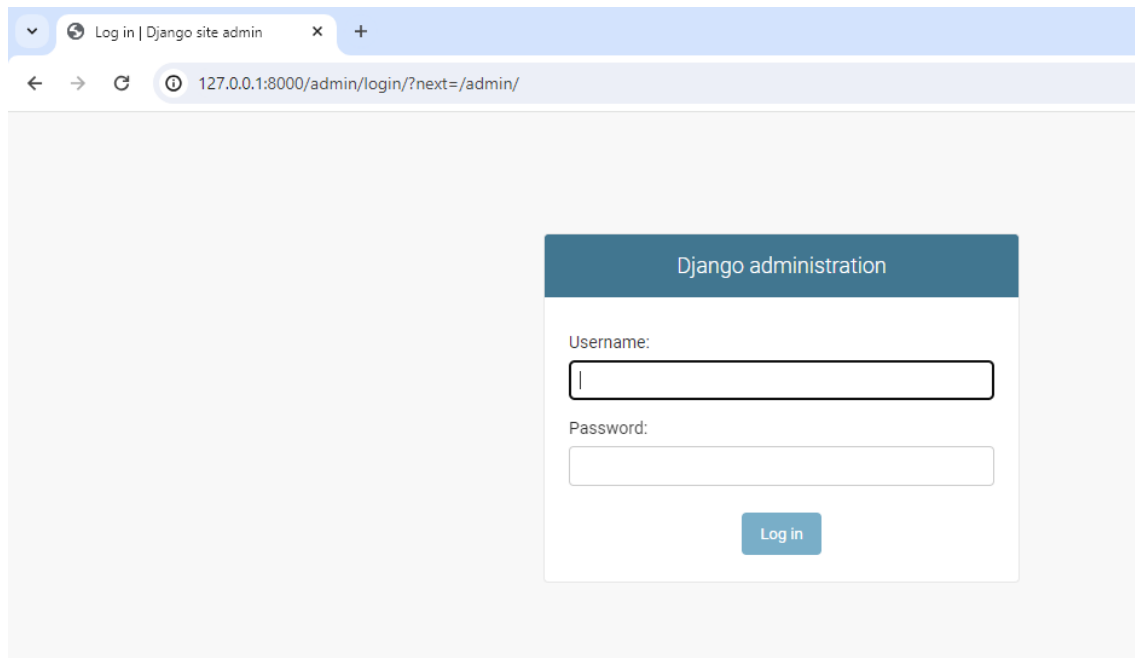 Log in | Django site admin
127.0.0.1:8000/admin/login/?next=/admin/
Django administration
Username:
Password:
Log in